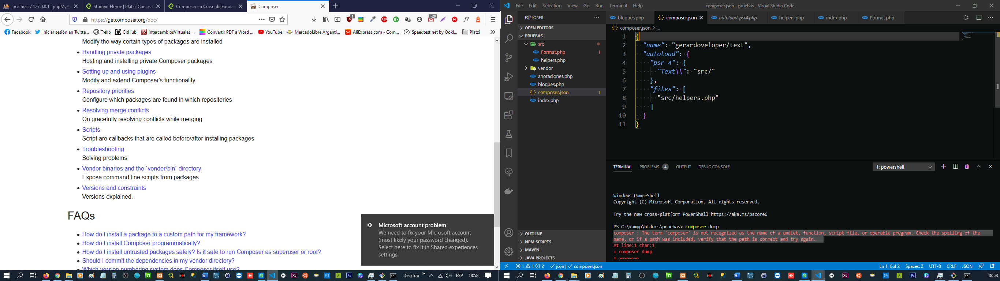 localhost / 127.0.0.1 | phpMyAd
Student Home | Platzi: Cursos O
Composer en Curso de Fundam
Composer
https://getcomposer.org/doc/
1
>2K
Facebook
Iniciar sesión en Twitte...
Trello
GitHub
IntercambiosVirtuales ...
Convertir PDF a Word ...
YouTube
MercadoLibre Argenti...
AliExpress.com - Com...
Speedtest.net by Ookl...
Platzi
Modify the way certain types of packages are installed
Handling private packages
Hosting and installing private Composer packages
Setting up and using plugins
Modify and extend Composer's functionality
Repository priorities
Configure which packages are found in which repositories
Resolving merge conflicts
On gracefully resolving conflicts while merging
Scripts
Script are callbacks that are called before/after installing packages
Troubleshooting
Solving problems
Vendor binaries and the `vendor/bin` directory
Expose command-line scripts from packages
Versions and constraints
Versions explained.
FAQs
How do I install a package to a custom path for my framework?
How do I install Composer programmatically?
How do I install untrusted packages safely? Is it safe to run Composer as superuser or root?
Should I commit the dependencies in my vendor directory?
Which version numbering system does Composer itself use?
Microsoft account problem
We need to fix your Microsoft account
(most likely your password changed).
Select here to fix it in Shared experiences
settings.
Desktop
ESP
18:58
File Edit Selection View Go Run Terminal Help
composer.json - pruebas - Visual Studio Code
EXPLORER
OPEN EDITORS
PRUEBAS
src
Format.php 1
helpers.php
vendor
anotaciones.php
bloques.php
composer.json 1
index.php
OUTLINE
NPM SCRIPTS
MAVEN
JAVA PROJECTS
bloques.php
composer.json
autoload_psr4.php
helpers.php
index.php
Format.php
composer.json > ...
1 {
2 "name": "gerardoveloper/text",
3 "autoload": {
4 "psr-4": {
5 "Text\\": "src/"
6 },
7 "files": [
8 "src/helpers.php"
9 ]
10 }
11 }
TERMINAL PROBLEMS 4 OUTPUT DEBUG CONSOLE
1: powershell
Windows PowerShell
Copyright (C) Microsoft Corporation. All rights reserved.
Try the new cross-platform PowerShell https://aka.ms/pscore6
PS C:\xampp\htdocs\pruebas> composer dump
composer : The term 'composer' is not recognized as the name of a cmdlet, function, script file, or operable program. Check the spelling of the
name, or if a path was included, verify that the path is correct and try again.
At line:1 char:1
+ composer dump
+ ~~~~~~~~
1 1 2
json | composer.json
Ln 1, Col 2 Spaces: 2 UTF-8 CRLF JSON
18:58